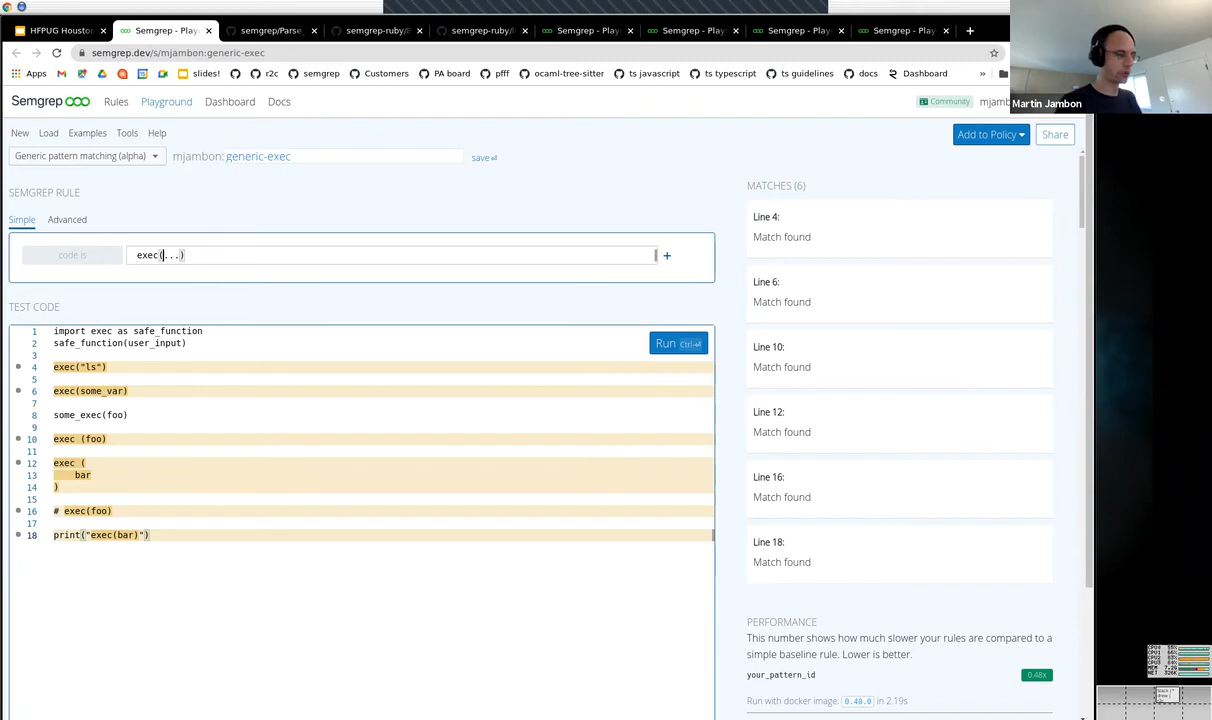 HFPUG Houston
Semgrep - Play
semgrep/Parse_
semgrep-ruby/l
semgrep-ruby/l
Semgrep - Play
Semgrep - Play
Semgrep - Play
Semgrep - Play
semgrep.dev/s/mjambon:generic-exec
Apps
slides!
r2c
semgrep
Customers
PA board
pfff
ocaml-tree-sitter
ts javascript
ts typescript
ts guidelines
docs
Dashboard
»
Martin Jambon
Semgrep
Rules
Playground
Dashboard
Docs
Community
mjam
New
Load
Examples
Tools
Help
Add to Policy
Share
Generic pattern matching (alpha)
mjambon: generic-exec
save
SEMGREP RULE
Simple
Advanced
code is
exec(...)
+
TEST CODE
Run Ctrl-⏎
1 import exec as safe_function
2 safe_function(user_input)
3
4 exec("ls")
5
6 exec(some_var)
7
8 some_exec(foo)
9
10 exec (foo)
11
12 exec (
13 bar
14 )
15
16 # exec(foo)
17
18 print("exec(bar)")
MATCHES (6)
Line 4:
Match found
Line 6:
Match found
Line 10:
Match found
Line 12:
Match found
Line 16:
Match found
Line 18:
Match found
PERFORMANCE
This number shows how much slower your rules are compared to a
simple baseline rule. Lower is better.
your_pattern_id
0.48x
Run with docker image: 0.48.0 in 2.19s